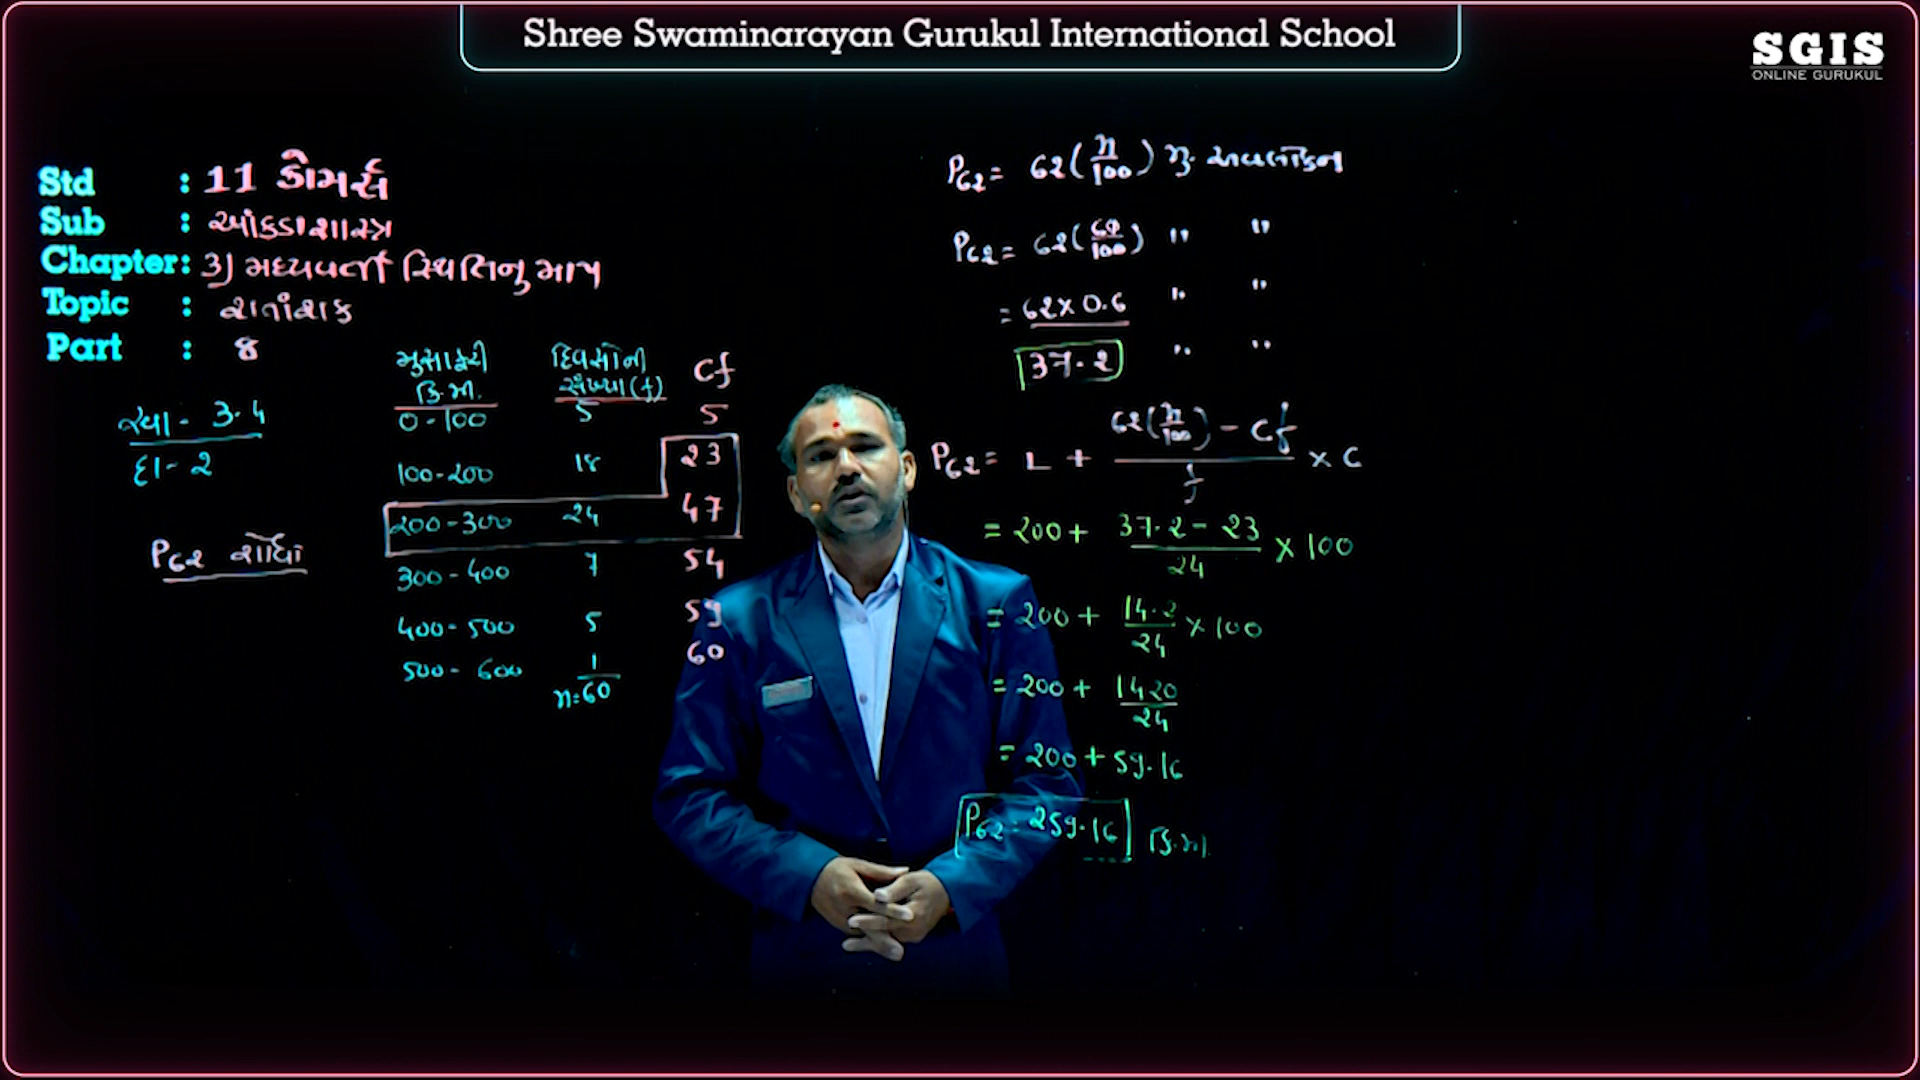 Shree Swaminarayan Gurukul International School
SGIS
ONLINE GURUKUL
Std : 11 કોમર્સ
Sub : આંકડાશાસ્ત્ર
Chapter: 3) મધ્યવર્તી સ્થિતિનુ માપ
Topic : શતાંશક
Part : 8
સ્વા - 3.4
દા - 2
P62 શોધો
મુસાફરી કિ.મી. દિવસોની સંખ્યા (f) Cf
0-100 5 5
100-200 18 23
200-300 24 47
300-400 7 54
400-500 5 59
500-600 1 60
n=60
P62 = 62(n/100) મુ. અવલોકન
P62 = 62(60/100) " "
= 62×0.6 " "
37.2 " "
P62 = L + 62(n/100) - Cf / f × C
= 200 + 37.2 - 23 / 24 × 100
= 200 + 14.2 / 24 × 100
= 200 + 1420 / 24
= 200 + 59.16
P62 = 259.16 કિ.મી.